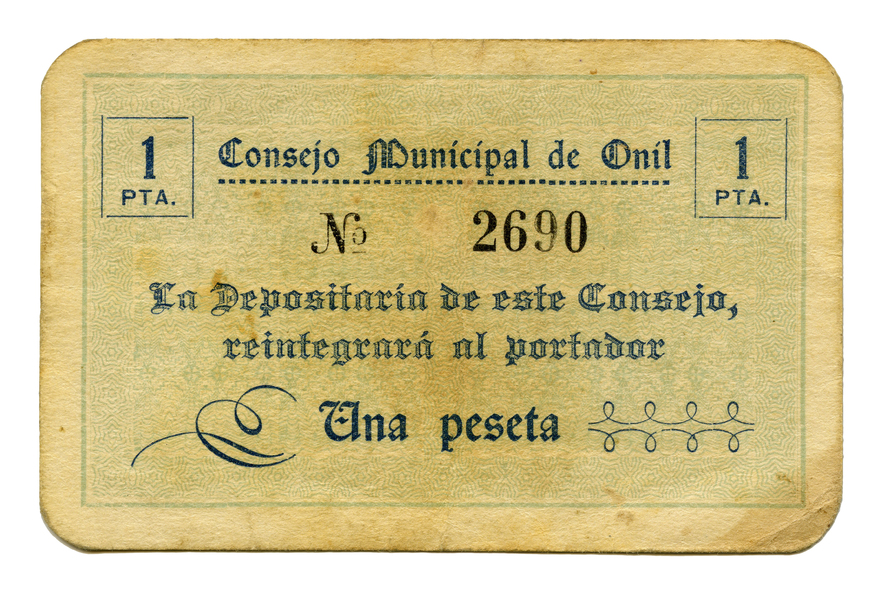 1 PTA.
Consejo Municipal de Onil
1 PTA.
Nº 2690
La Depositaria de este Consejo,
reintegrará al portador
Una peseta